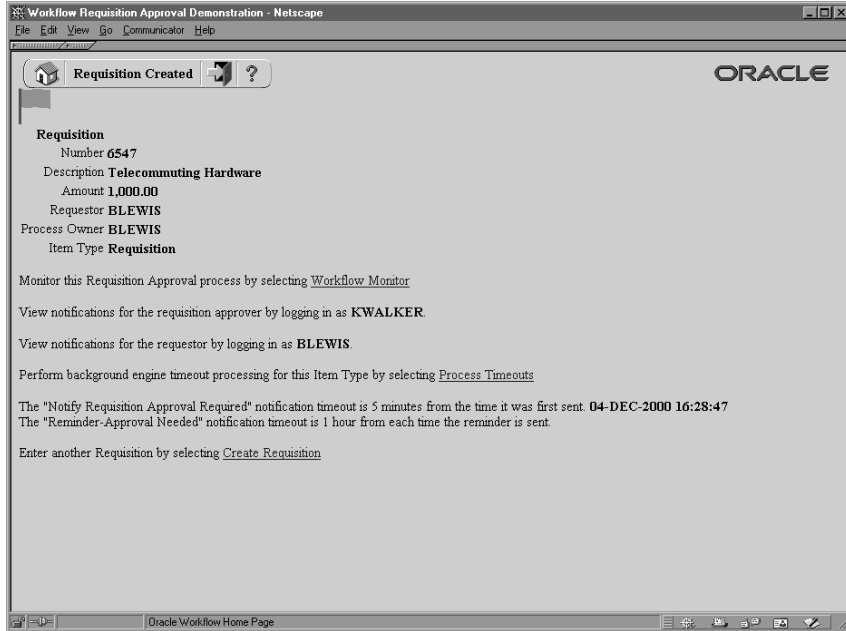 Workflow Requisition Approval Demonstration - Netscape
File Edit View Go Communicator Help
Requisition Created
?
ORACLE
Requisition
Number 6547
Description Telecommuting Hardware
Amount 1,000.00
Requestor BLEWIS
Process Owner BLEWIS
Item Type Requisition
Monitor this Requisition Approval process by selecting Workflow Monitor
View notifications for the requisition approver by logging in as KWALKER.
View notifications for the requestor by logging in as BLEWIS.
Perform background engine timeout processing for this Item Type by selecting Process Timeouts
The "Notify Requisition Approval Required" notification timeout is 5 minutes from the time it was first sent. 04-DEC-2000 16:28:47
The "Reminder-Approval Needed" notification timeout is 1 hour from each time the reminder is sent.
Enter another Requisition by selecting Create Requisition
Oracle Workflow Home Page